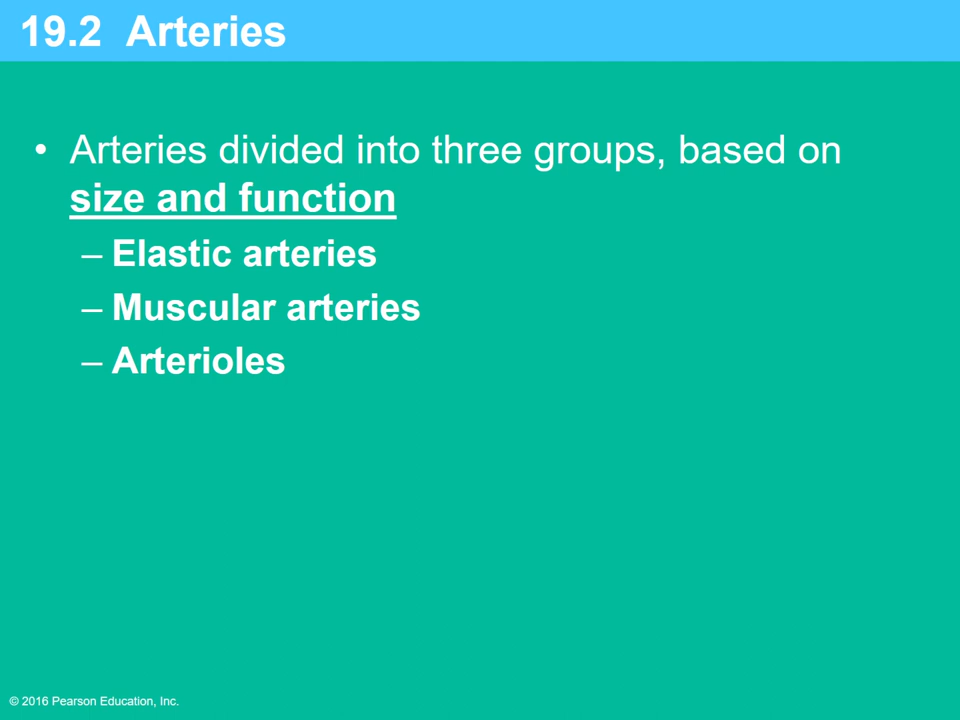 19.2 Arteries
• Arteries divided into three groups, based on
size and function
– Elastic arteries
– Muscular arteries
– Arterioles
© 2016 Pearson Education, Inc.